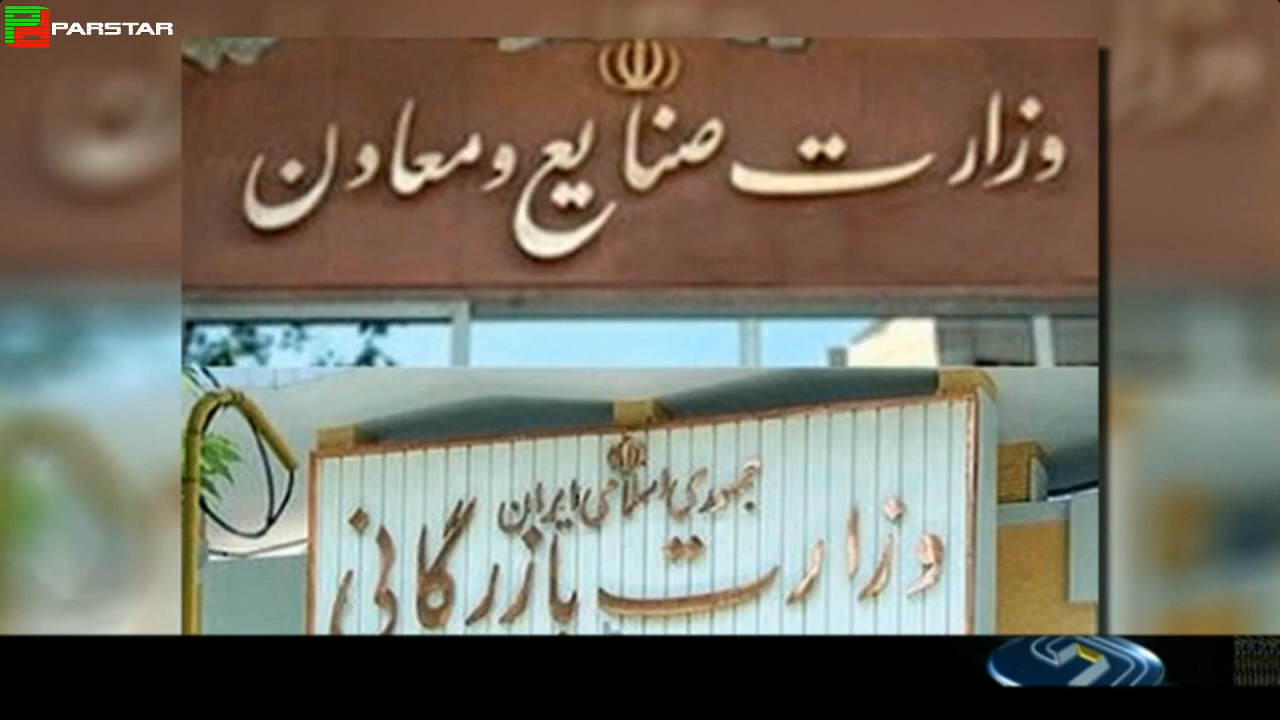 PARSTAR
وزارت صنایع و معادن
جمهوری اسلامی ایران
وزارت بازرگانی